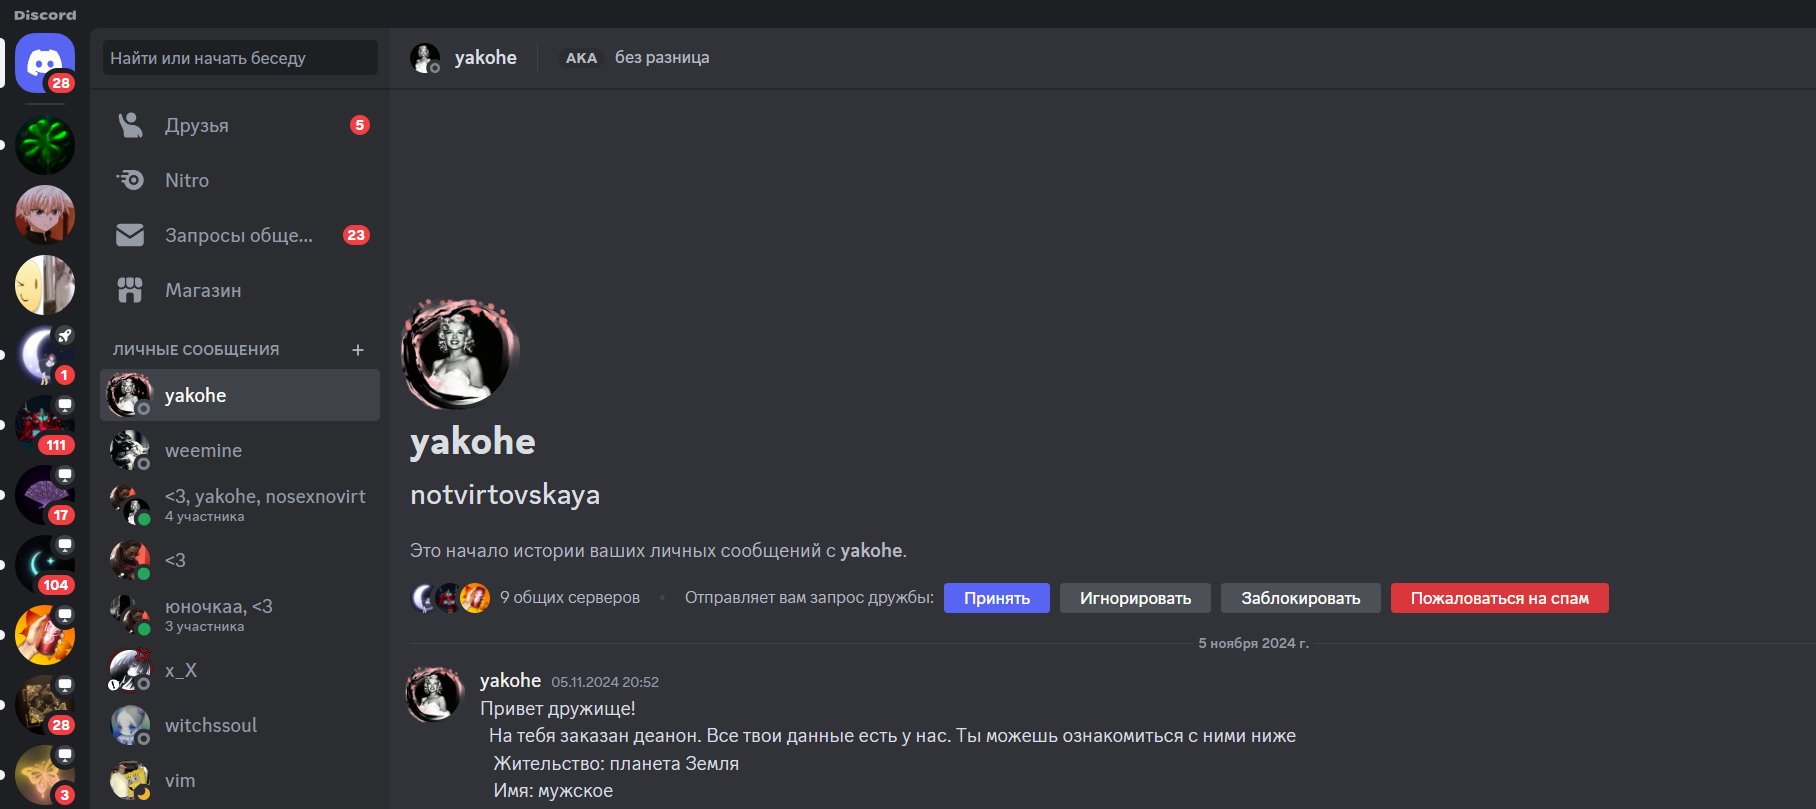 Discord
28
111
17
104
28
3
1
Найти или начать беседу
Друзья
5
Nitro
Запросы обще...
23
Магазин
ЛИЧНЫЕ СООБЩЕНИЯ
+
yakohe
weemine
<3, yakohe, nosexnovirt
4 участника
<3
юночкаа, <3
3 участника
x_X
witchssoul
vim
yakohe
AKA без разница
yakohe
notvirtovskaya
Это начало истории ваших личных сообщений с yakohe.
9 общих серверов • Отправляет вам запрос дружбы: Принять Игнорировать Заблокировать Пожаловаться на спам
5 ноября 2024 г.
yakohe 05.11.2024 20:52
Привет дружище!
На тебя заказан деанон. Все твои данные есть у нас. Ты можешь ознакомиться с ними ниже
Жительство: планета Земля
Имя: мужское